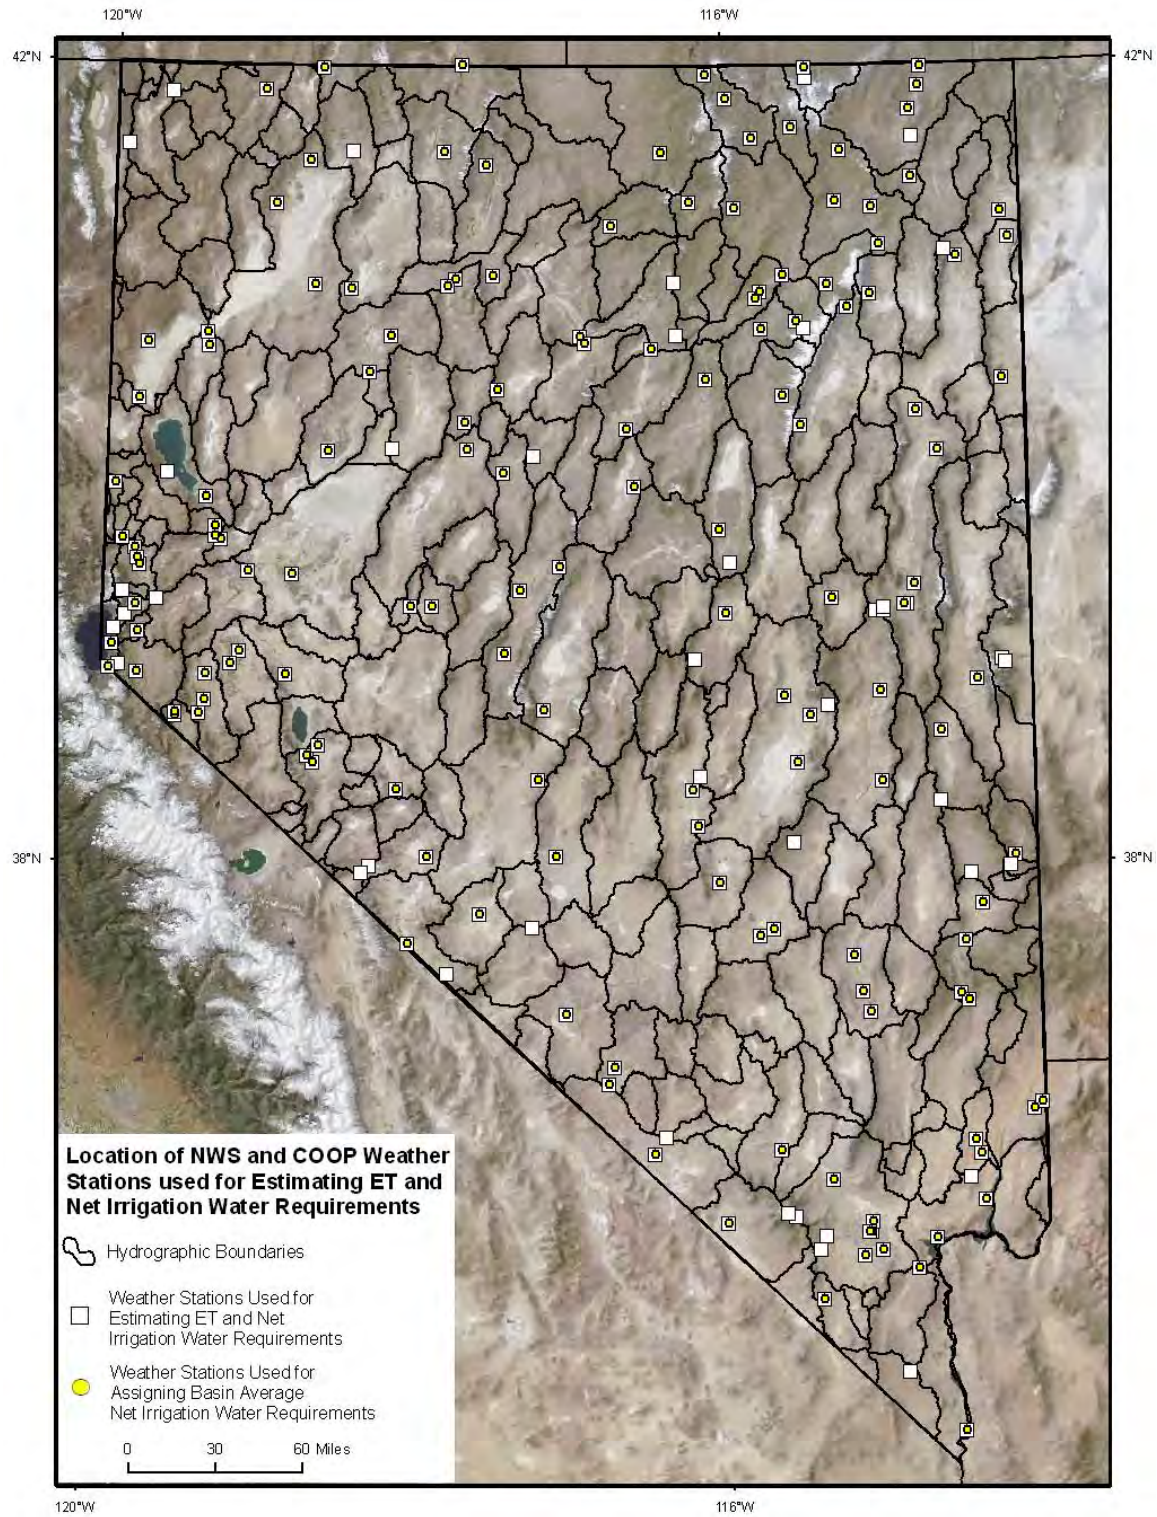 120°W
116°W
42°N
42°N
38°N
38°N
Location of NWS and COOP Weather
Stations used for Estimating ET and
Net Irrigation Water Requirements
Hydrographic Boundaries
Weather Stations Used for
Estimating ET and Net
Irrigation Water Requirements
Weather Stations Used for
Assigning Basin Average
Net Irrigation Water Requirements
0 30 60 Miles
120°W
116°W